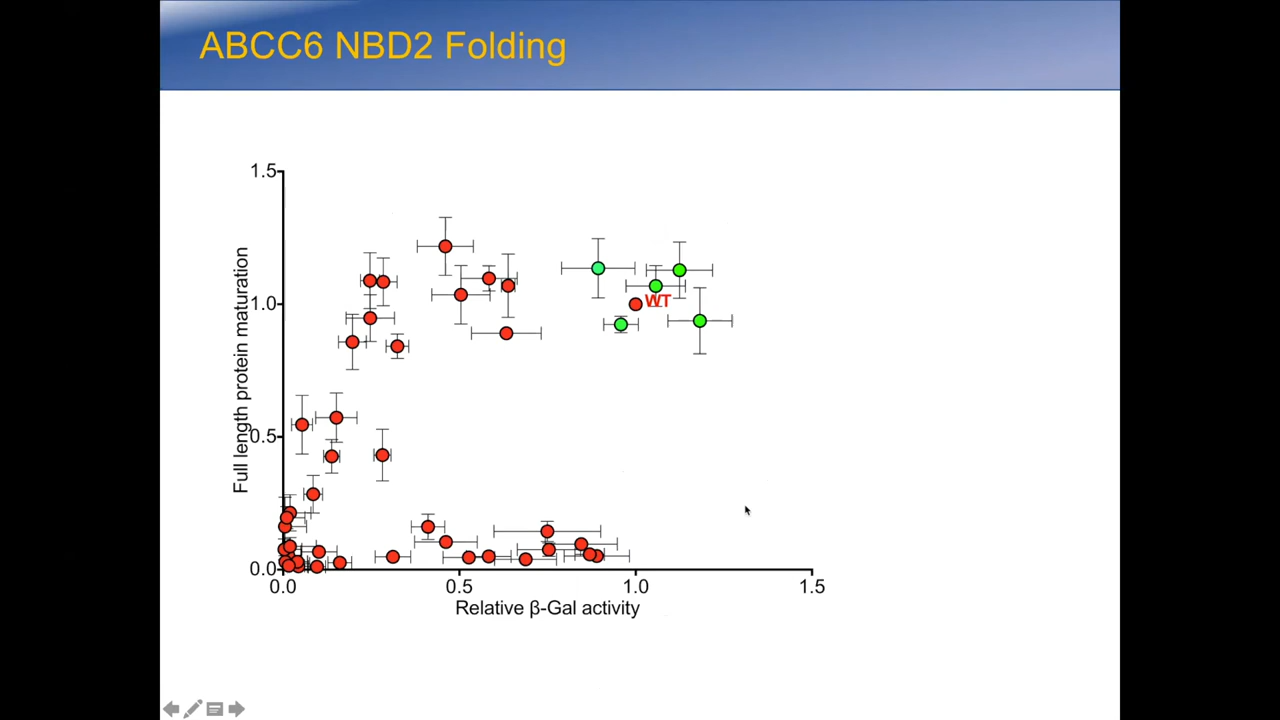 ABCC6 NBD2 Folding
Full length protein maturation
1.5
1.0
0.5
0.0
WT
0.0 0.5 1.0 1.5
Relative β-Gal activity